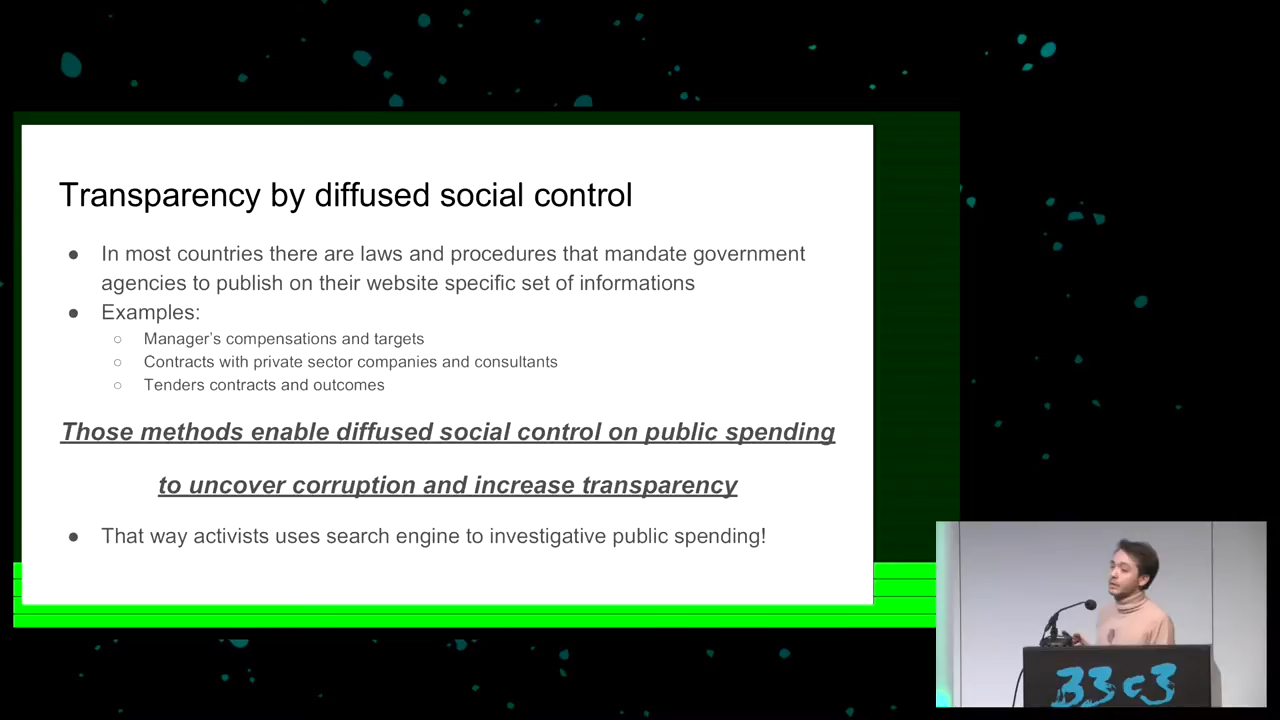 Transparency by diffused social control
● In most countries there are laws and procedures that mandate government
agencies to publish on their website specific set of informations
● Examples:
○ Manager's compensations and targets
○ Contracts with private sector companies and consultants
○ Tenders contracts and outcomes
Those methods enable diffused social control on public spending
to uncover corruption and increase transparency
● That way activists uses search engine to investigative public spending!
33c3